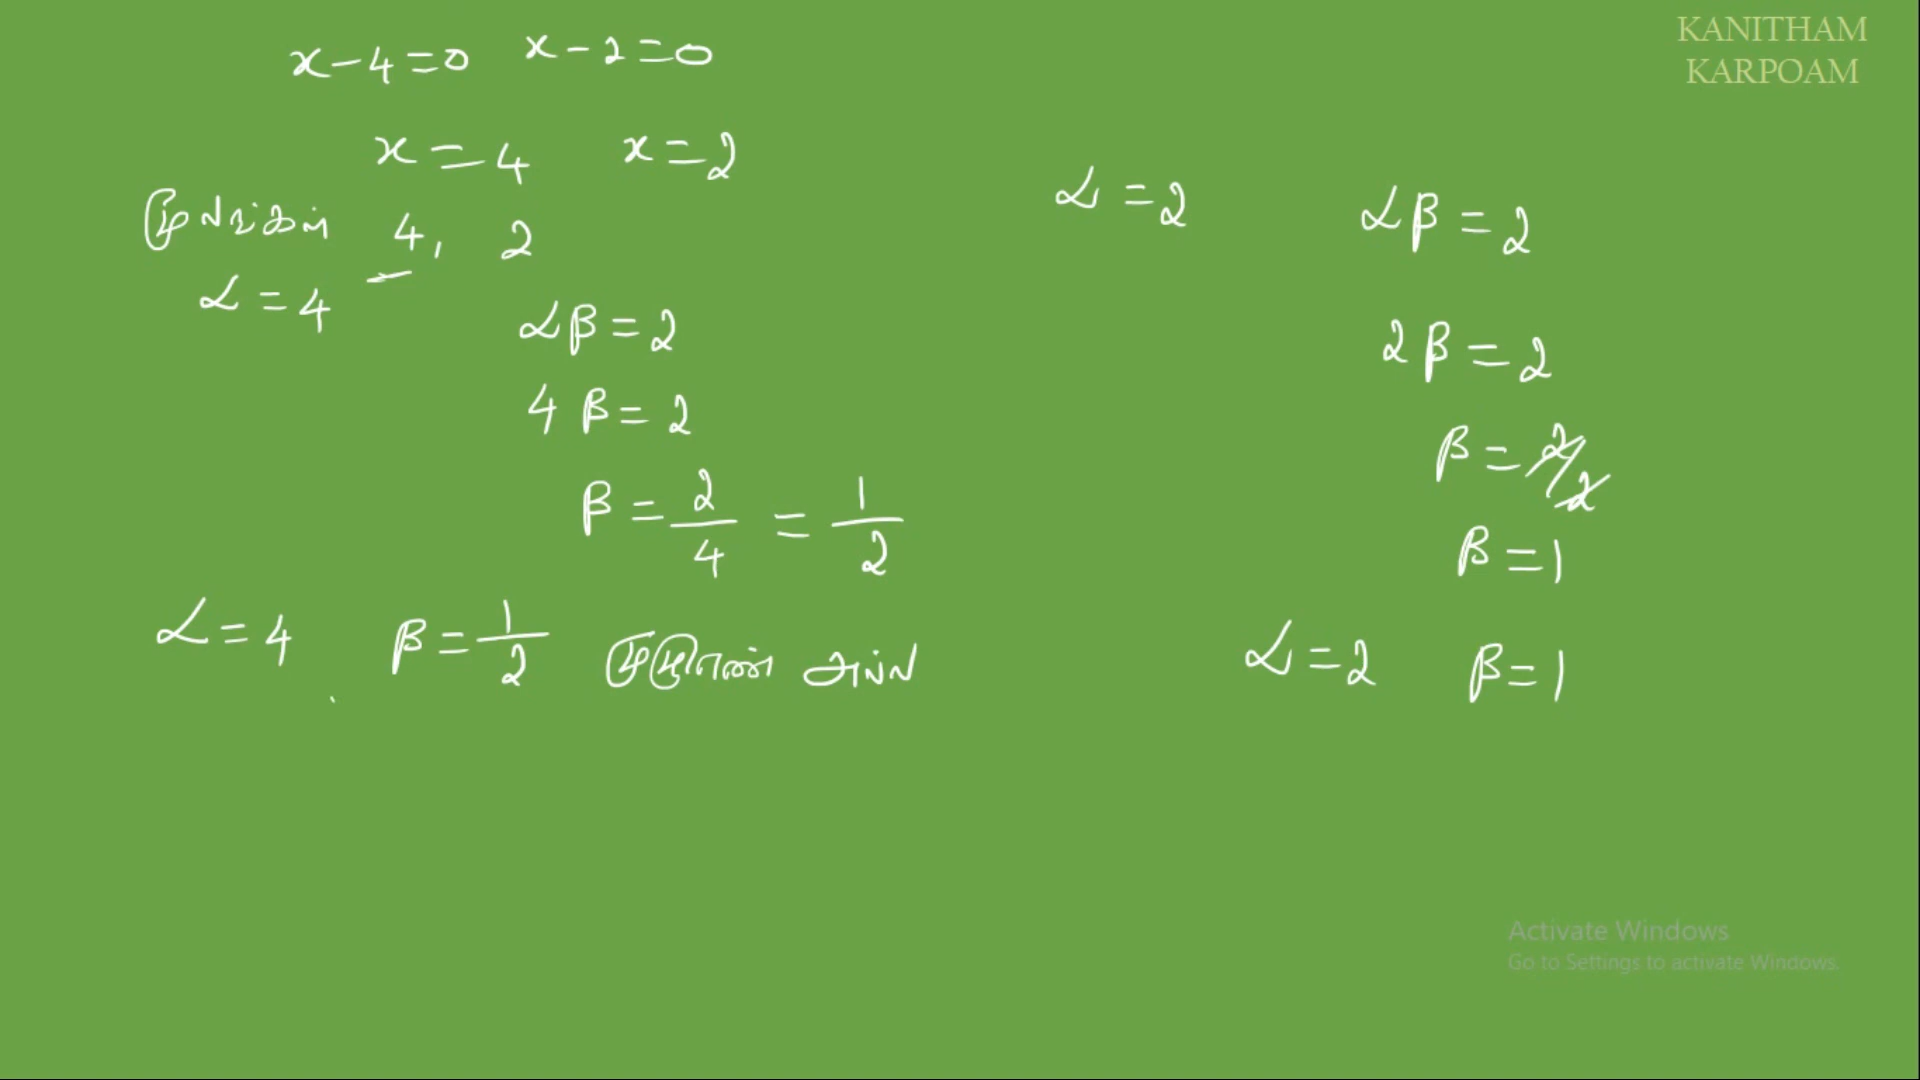 KANITHAM
KARPOAM
x-4=0 x-2=0
x=4 x=2
மூலங்கள் 4, 2
α=4
αβ=2
4β=2
β=2/4=1/2
α=4 β=1/2 முழுஎண் அல்ல
α=2 αβ=2
2β=2
β=2/2
β=1
α=2 β=1
Activate Windows
Go to Settings to activate Windows.